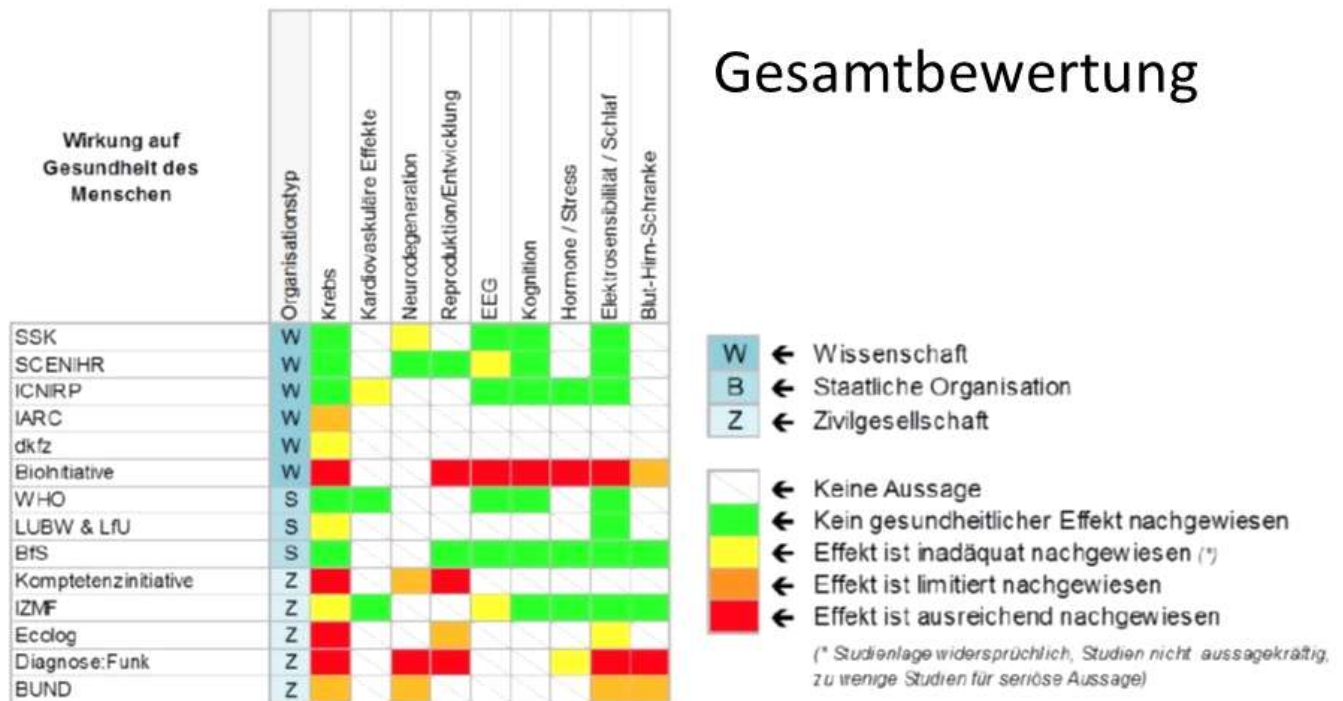 Gesamtbewertung
Wirkung auf
Gesundheit des
Menschen
Organisationstyp
Krebs
Kardiovaskuläre Effekte
Neurodegeneration
Reproduktion/Entwicklung
EEG
Kognition
Hormone / Stress
Elektrosensibilität / Schlaf
Blut-Hirn-Schranke
SSK W
SCENIHR W
ICNIRP W
IARC W
dkfz W
BioInitiative W
WHO S
LUBW & LfU S
BfS S
Komptetenzinitiative Z
IZMF Z
Ecolog Z
Diagnose:Funk Z
BUND Z
W ← Wissenschaft
B ← Staatliche Organisation
Z ← Zivilgesellschaft
← Keine Aussage
← Kein gesundheitlicher Effekt nachgewiesen
← Effekt ist inadäquat nachgewiesen (*)
← Effekt ist limitiert nachgewiesen
← Effekt ist ausreichend nachgewiesen
(* Studienlage widersprüchlich, Studien nicht aussagekräftig,
zu wenige Studien für seriöse Aussage)